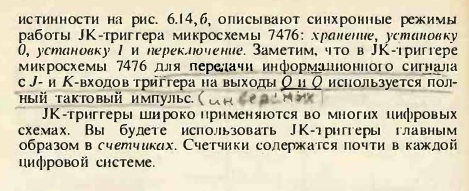 истинности на рис. 6.14,б, описывают синхронные режимы
работы JK-триггера микросхемы 7476: хранение, установку
0, установку 1 и переключение. Заметим, что в JK-триггере
микросхемы 7476 для передачи информационного сигнала
с J- и K-входов триггера на выходы Q и Q используется пол-
ный тактовый импульс. (инверсных)
JK-триггеры широко применяются во многих цифровых
схемах. Вы будете использовать JK-триггеры главным
образом в счетчиках. Счетчики содержатся почти в каждой
цифровой системе.